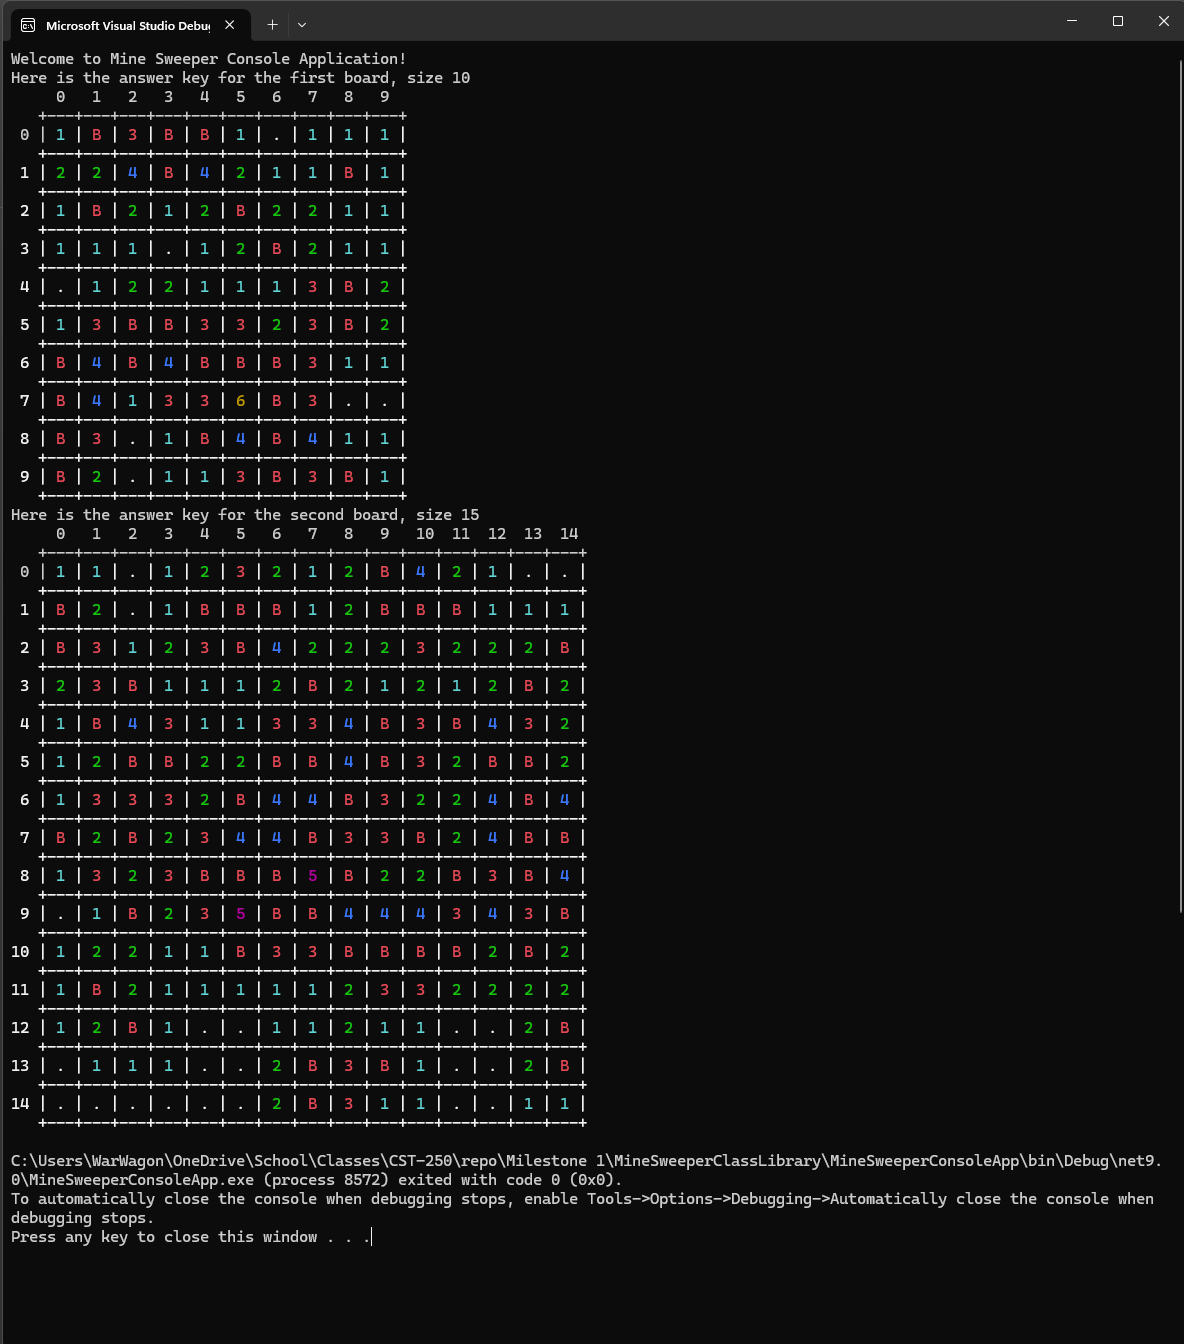 Microsoft Visual Studio Debu
Welcome to Mine Sweeper Console Application!
Here is the answer key for the first board, size 10
     0   1   2   3   4   5   6   7   8   9
   +---+---+---+---+---+---+---+---+---+---+
 0 | 1 | B | 3 | B | B | 1 | . | 1 | 1 | 1 |
   +---+---+---+---+---+---+---+---+---+---+
 1 | 2 | 2 | 4 | B | 4 | 2 | 1 | 1 | B | 1 |
   +---+---+---+---+---+---+---+---+---+---+
 2 | 1 | B | 2 | 1 | 2 | B | 2 | 2 | 1 | 1 |
   +---+---+---+---+---+---+---+---+---+---+
 3 | 1 | 1 | 1 | . | 1 | 2 | B | 2 | 1 | 1 |
   +---+---+---+---+---+---+---+---+---+---+
 4 | . | 1 | 2 | 2 | 1 | 1 | 1 | 3 | B | 2 |
   +---+---+---+---+---+---+---+---+---+---+
 5 | 1 | 3 | B | B | 3 | 3 | 2 | 3 | B | 2 |
   +---+---+---+---+---+---+---+---+---+---+
 6 | B | 4 | B | 4 | B | B | B | 3 | 1 | 1 |
   +---+---+---+---+---+---+---+---+---+---+
 7 | B | 4 | 1 | 3 | 3 | 6 | B | 3 | . | . |
   +---+---+---+---+---+---+---+---+---+---+
 8 | B | 3 | . | 1 | B | 4 | B | 4 | 1 | 1 |
   +---+---+---+---+---+---+---+---+---+---+
 9 | B | 2 | . | 1 | 1 | 3 | B | 3 | B | 1 |
   +---+---+---+---+---+---+---+---+---+---+
Here is the answer key for the second board, size 15
     0   1   2   3   4   5   6   7   8   9   10  11  12  13  14
   +---+---+---+---+---+---+---+---+---+---+---+---+---+---+---+
 0 | 1 | 1 | . | 1 | 2 | 3 | 2 | 1 | 2 | B | 4 | 2 | 1 | . | . |
   +---+---+---+---+---+---+---+---+---+---+---+---+---+---+---+
 1 | B | 2 | . | 1 | B | B | B | 1 | 2 | B | B | B | 1 | 1 | 1 |
   +---+---+---+---+---+---+---+---+---+---+---+---+---+---+---+
 2 | B | 3 | 1 | 2 | 3 | B | 4 | 2 | 2 | 2 | 3 | 2 | 2 | 2 | B |
   +---+---+---+---+---+---+---+---+---+---+---+---+---+---+---+
 3 | 2 | 3 | B | 1 | 1 | 1 | 2 | B | 2 | 1 | 2 | 1 | 2 | B | 2 |
   +---+---+---+---+---+---+---+---+---+---+---+---+---+---+---+
 4 | 1 | B | 4 | 3 | 1 | 1 | 3 | 3 | 4 | B | 3 | B | 4 | 3 | 2 |
   +---+---+---+---+---+---+---+---+---+---+---+---+---+---+---+
 5 | 1 | 2 | B | B | 2 | 2 | B | B | 4 | B | 3 | 2 | B | B | 2 |
   +---+---+---+---+---+---+---+---+---+---+---+---+---+---+---+
 6 | 1 | 3 | 3 | 3 | 2 | B | 4 | 4 | B | 3 | 2 | 2 | 4 | B | 4 |
   +---+---+---+---+---+---+---+---+---+---+---+---+---+---+---+
 7 | B | 2 | B | 2 | 3 | 4 | 4 | B | 3 | 3 | B | 2 | 4 | B | B |
   +---+---+---+---+---+---+---+---+---+---+---+---+---+---+---+
 8 | 1 | 3 | 2 | 3 | B | B | B | 5 | B | 2 | 2 | B | 3 | B | 4 |
   +---+---+---+---+---+---+---+---+---+---+---+---+---+---+---+
 9 | . | 1 | B | 2 | 3 | 5 | B | B | 4 | 4 | 4 | 3 | 4 | 3 | B |
   +---+---+---+---+---+---+---+---+---+---+---+---+---+---+---+
10 | 1 | 2 | 2 | 1 | 1 | B | 3 | 3 | B | B | B | B | 2 | B | 2 |
   +---+---+---+---+---+---+---+---+---+---+---+---+---+---+---+
11 | 1 | B | 2 | 1 | 1 | 1 | 1 | 1 | 2 | 3 | 3 | 2 | 2 | 2 | 2 |
   +---+---+---+---+---+---+---+---+---+---+---+---+---+---+---+
12 | 1 | 2 | B | 1 | . | . | 1 | 1 | 2 | 1 | 1 | . | . | 2 | B |
   +---+---+---+---+---+---+---+---+---+---+---+---+---+---+---+
13 | . | 1 | 1 | 1 | . | . | 2 | B | 3 | B | 1 | . | . | 2 | B |
   +---+---+---+---+---+---+---+---+---+---+---+---+---+---+---+
14 | . | . | . | . | . | . | 2 | B | 3 | 1 | 1 | . | . | 1 | 1 |
   +---+---+---+---+---+---+---+---+---+---+---+---+---+---+---+
C:\Users\WarWagon\OneDrive\School\Classes\CST-250\repo\Milestone 1\MineSweeperClassLibrary\MineSweeperConsoleApp\bin\Debug\net9.
0\MineSweeperConsoleApp.exe (process 8572) exited with code 0 (0x0).
To automatically close the console when debugging stops, enable Tools->Options->Debugging->Automatically close the console when
debugging stops.
Press any key to close this window . . .